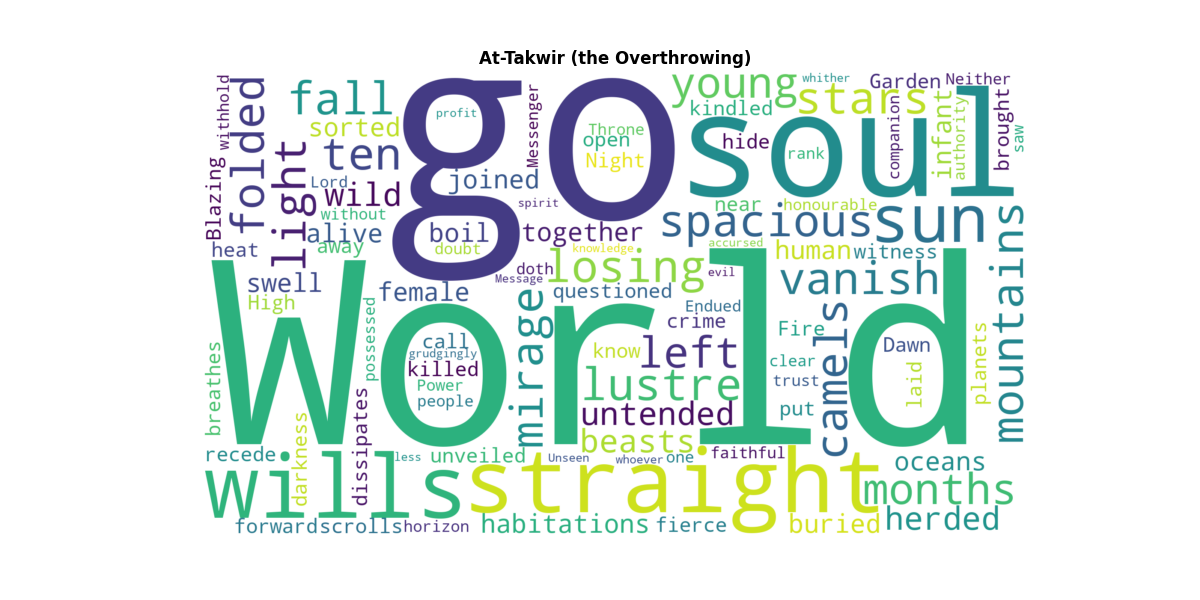 At-Takwir (the Overthrowing)
withhold
folded
fall
sorted
ten
light
Blazing
Lord
wild
without
alive
away
heat
go
profit
Messenger
joined
spirit
boil
doubt
together
Throne
open
Night
young
whither
kindled
stars
Garden
Neither
hide
rank
soul
companion
infant
authority
brought
saw
near
honourable
spacious
sun
knowledge
accursed
human
witness
swell
High
female
doth
Message
losing
evil
questioned
vanish
mountains
World
possessed
mirage
Endued
crime
Fire
camels
call
grudgingly
killed
Power
people
know
left
clear
trust
Dawn
laid
planets
breathes
lustre
untended
put
beasts
recede
darkness
dissipates
less
unveiled
Unseen
whoever
one
faithful
oceans
wills
straight
months
forward
scrolls
horizon
habitations
fierce
buried
herded